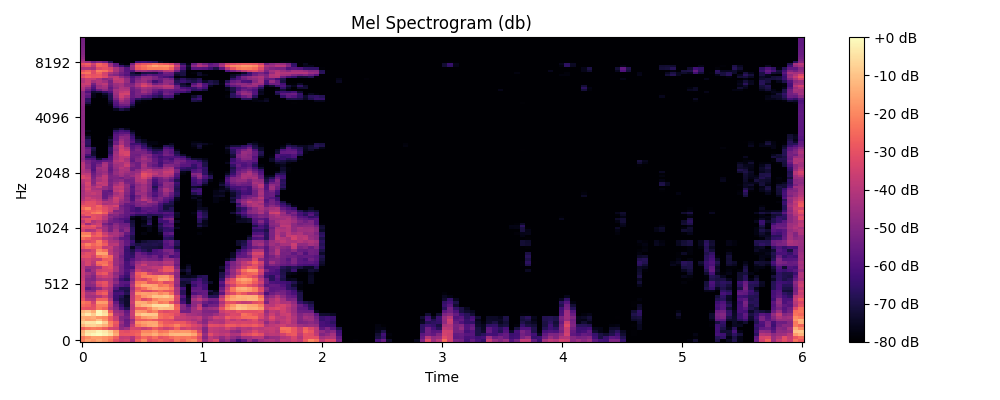 Mel Spectrogram (db)
8192
4096
2048
1024
512
0
Hz
0 1 2 3 4 5 6
Time
+0 dB
-10 dB
-20 dB
-30 dB
-40 dB
-50 dB
-60 dB
-70 dB
-80 dB